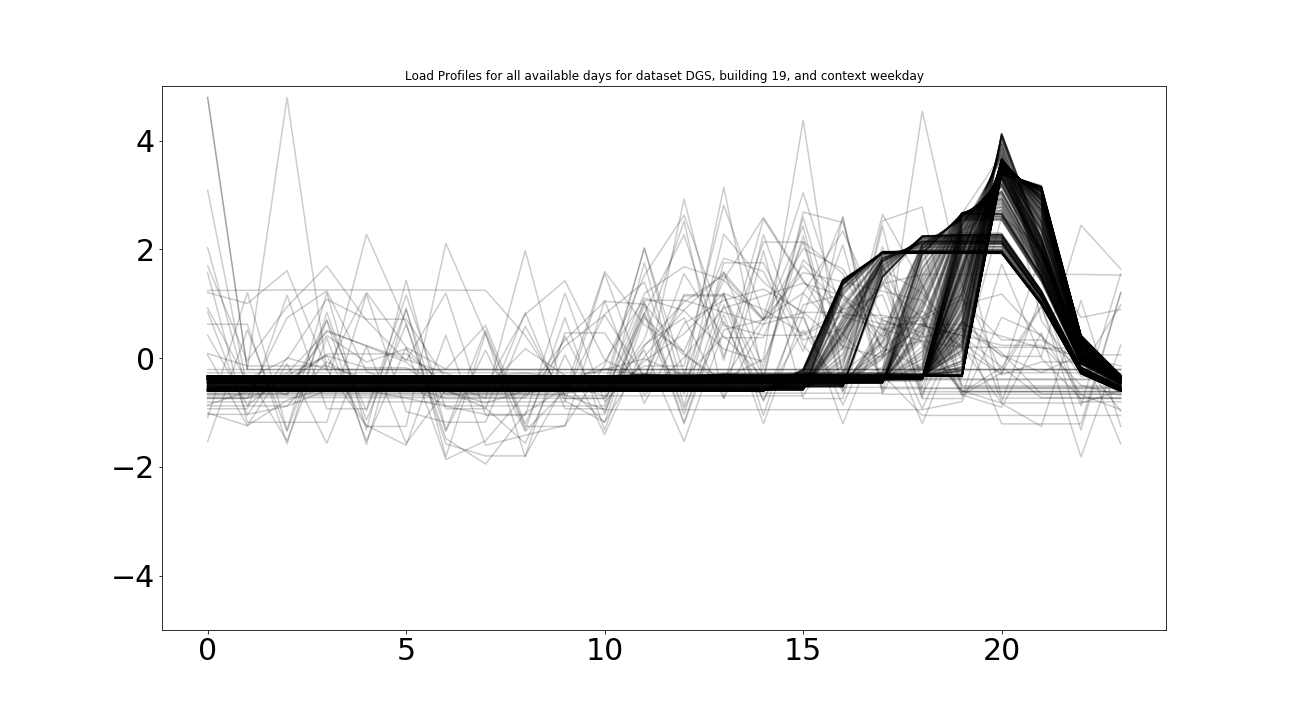 Load Profiles for all available days for dataset DGS, building 19, and context weekday
4
2
0
−2
−4
0 5 10 15 20